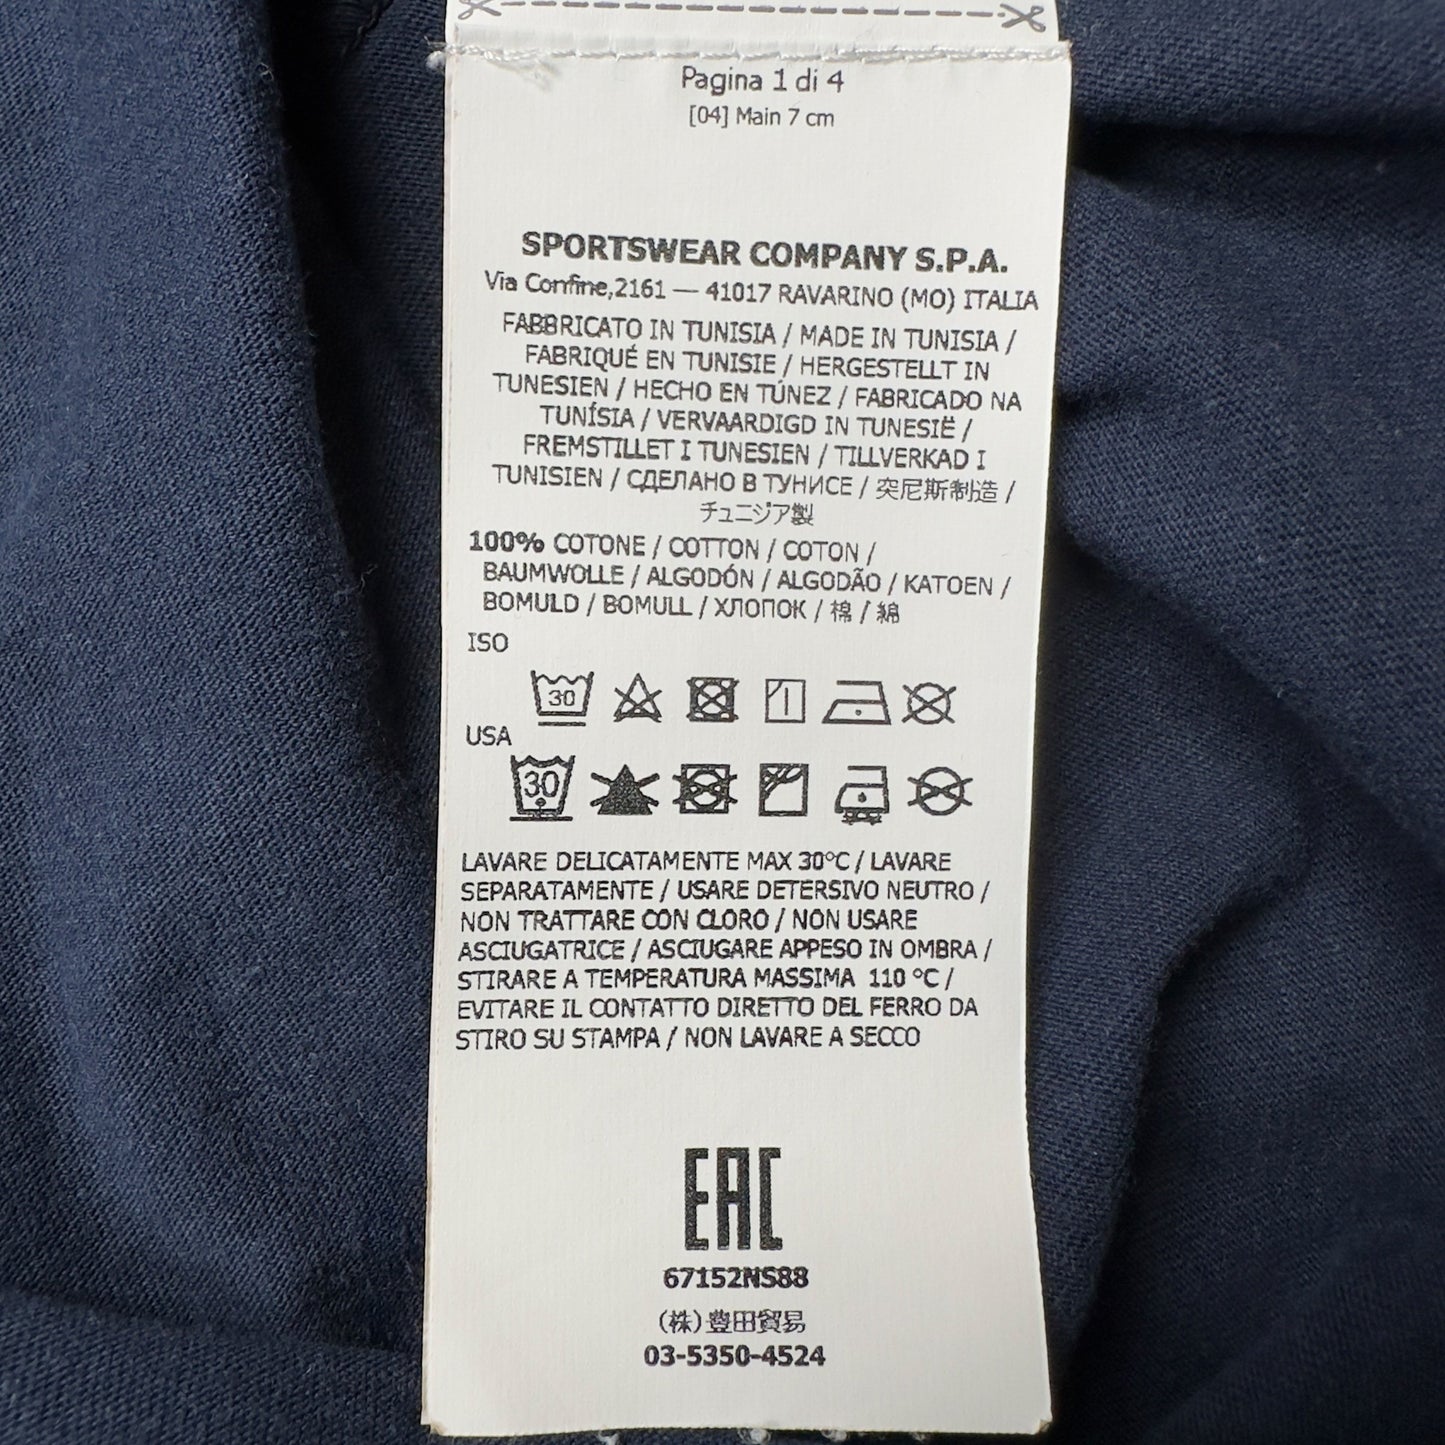 Pagina 1 di 4
[04] Main 7 cm
SPORTSWEAR COMPANY S.P.A.
Via Confine,2161 — 41017 RAVARINO (MO) ITALIA
FABBRICATO IN TUNISIA / MADE IN TUNISIA /
FABRIQUÉ EN TUNISIE / HERGESTELLT IN
TUNESIEN / HECHO EN TÚNEZ / FABRICADO NA
TUNÍSIA / VERVAARDIGD IN TUNESIË /
FREMSTILLET I TUNESIEN / TILLVERKAD I
TUNISIEN / СДЕЛАНО В ТУНИСЕ / 突尼斯制造 /
チュニジア製
100% COTONE / COTTON / COTON /
BAUMWOLLE / ALGODÓN / ALGODÃO / KATOEN /
BOMULD / BOMULL / ХЛОПОК / 棉 / 綿
ISO
30
USA
30
LAVARE DELICATAMENTE MAX 30°C / LAVARE
SEPARATAMENTE / USARE DETERSIVO NEUTRO /
NON TRATTARE CON CLORO / NON USARE
ASCIUGATRICE / ASCIUGARE APPESO IN OMBRA /
STIRARE A TEMPERATURA MASSIMA 110 °C /
EVITARE IL CONTATTO DIRETTO DEL FERRO DA
STIRO SU STAMPA / NON LAVARE A SECCO
EAC
67152NS88
(株)豊田貿易
03-5350-4524